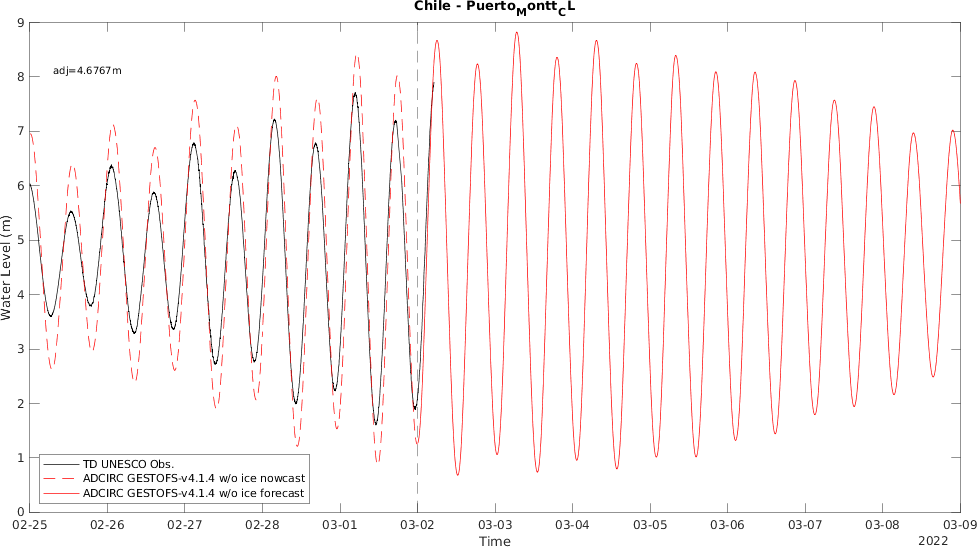 Chile - PuertoMonttCL
9
8
adj=4.6767m
7
6
5
Water Level (m)
4
3
2
1
0
TD UNESCO Obs.
ADCIRC GESTOFS-v4.1.4 w/o ice nowcast
ADCIRC GESTOFS-v4.1.4 w/o ice forecast
02-25 02-26 02-27 02-28 03-01 03-02 03-03 03-04 03-05 03-06 03-07 03-08 03-09
Time
2022